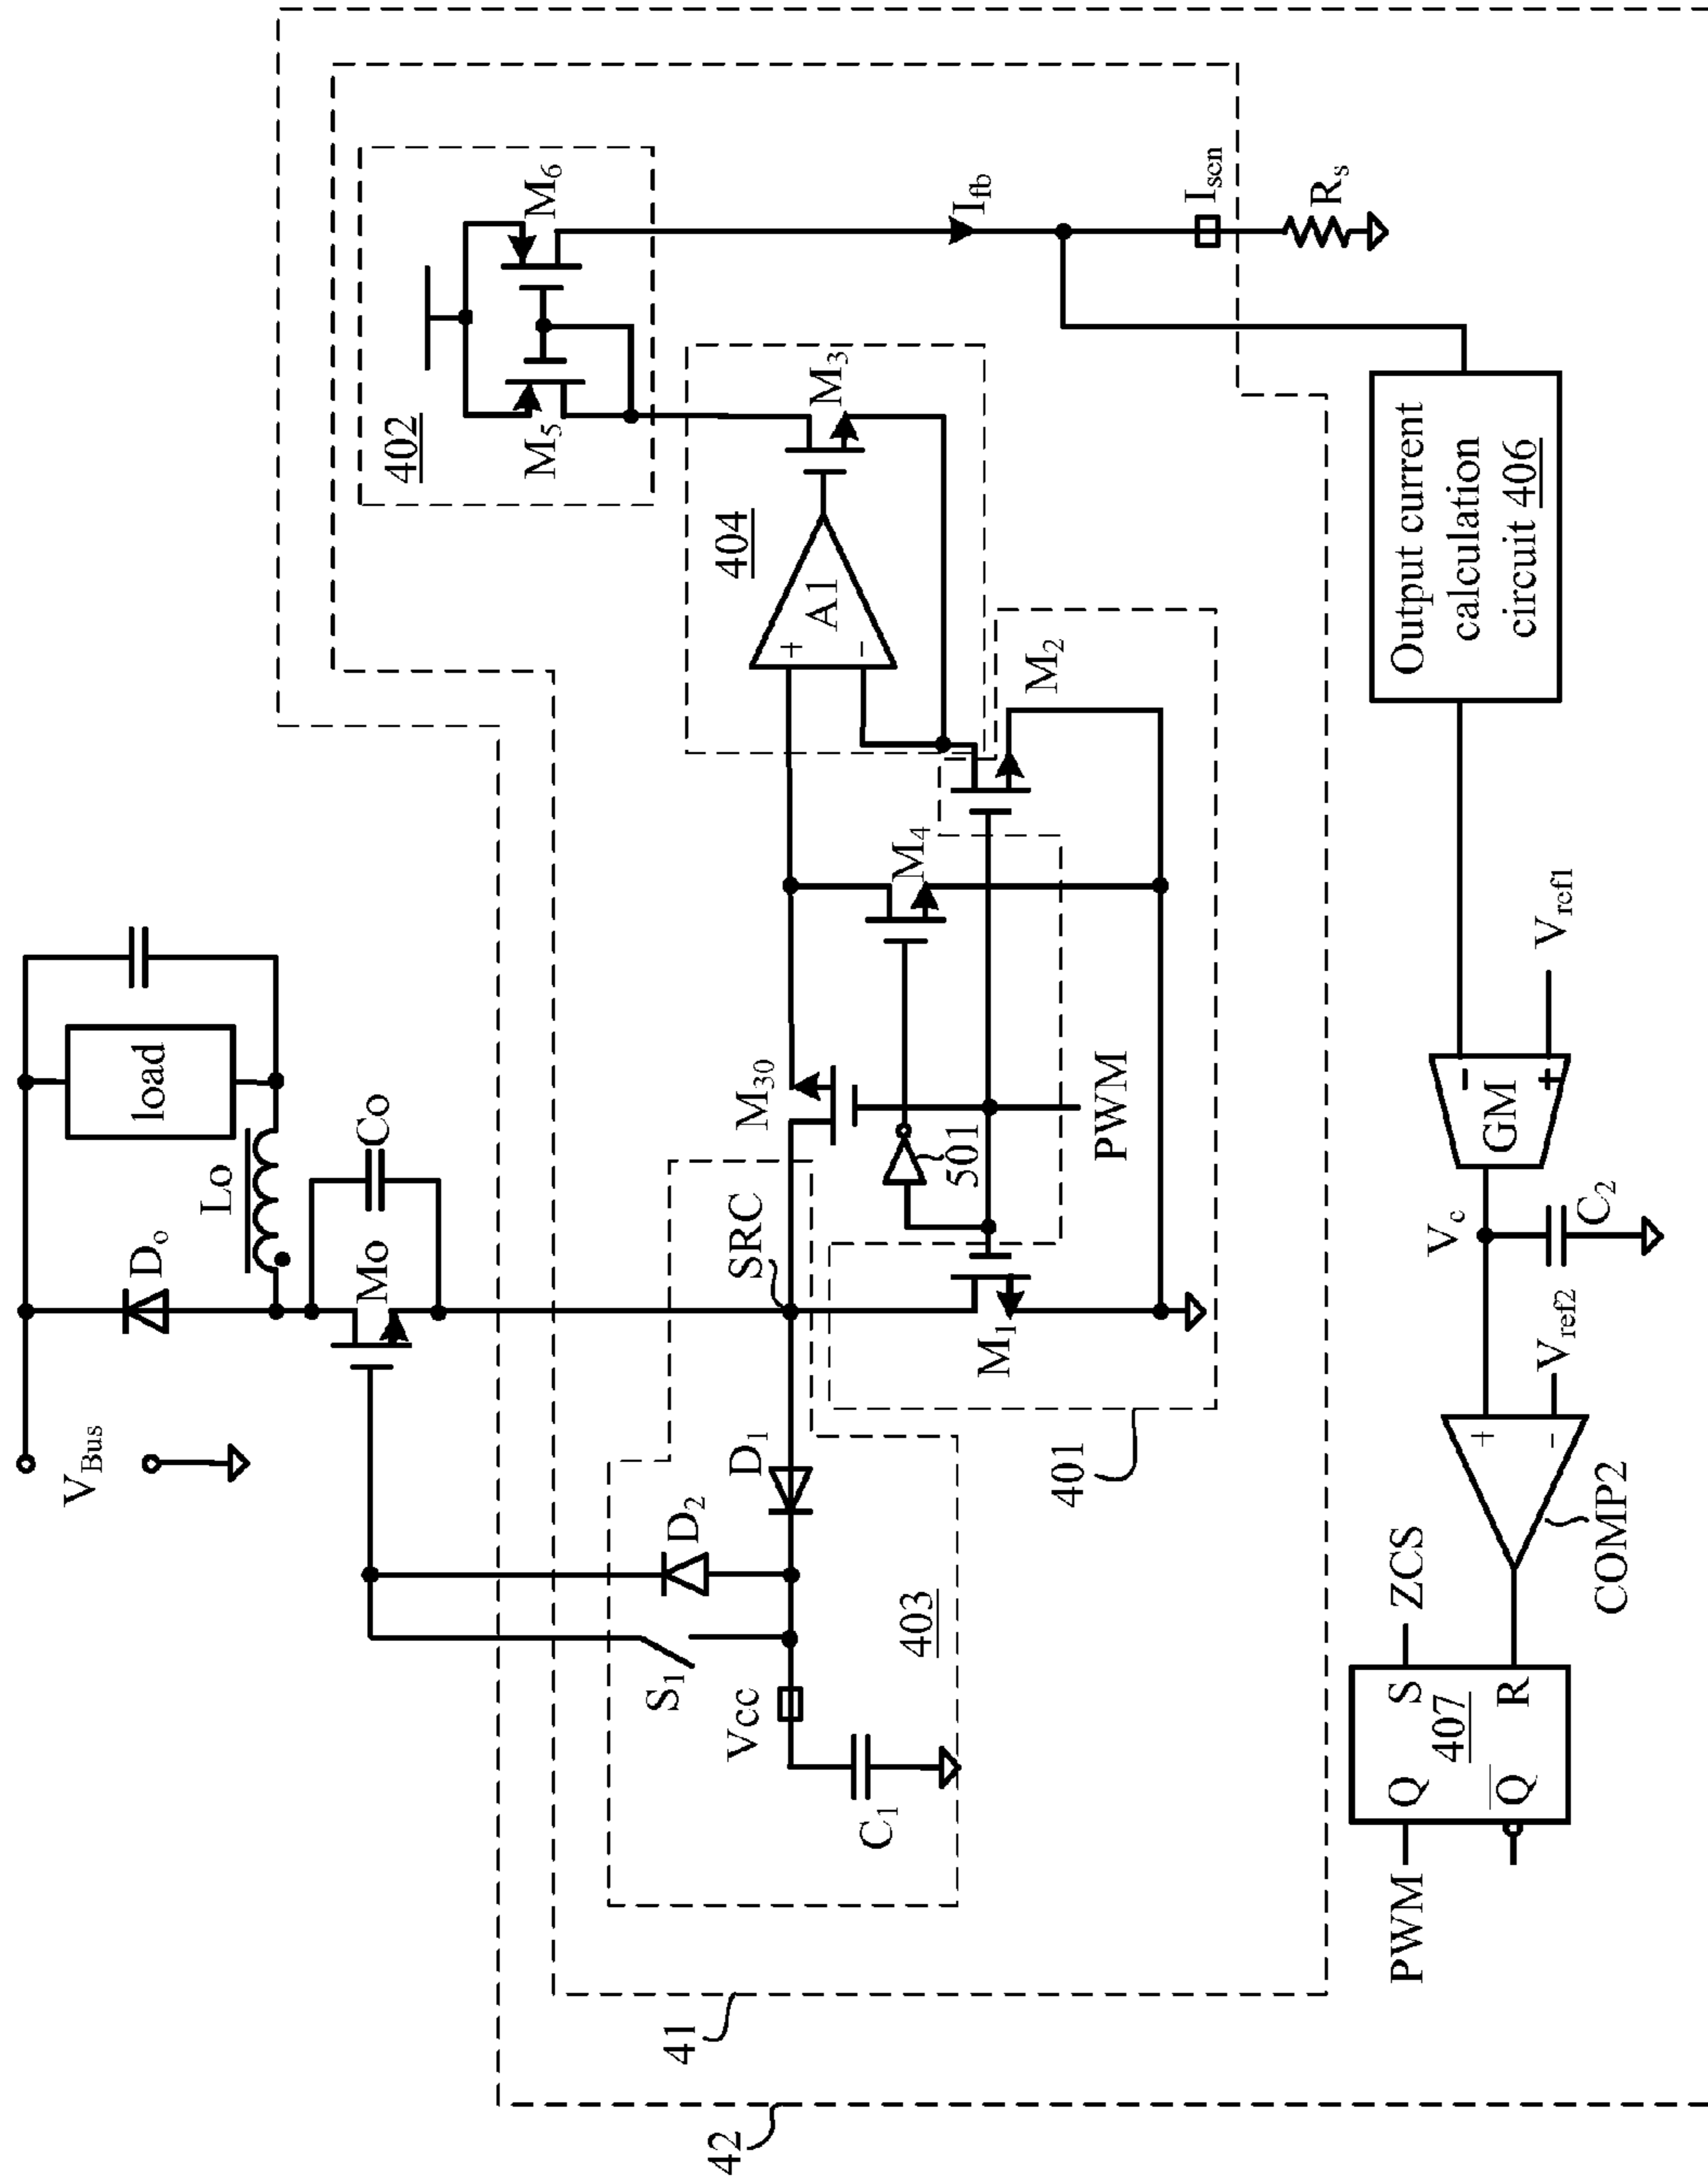 V_Bus
D_o
Lo
load
Mo
Co
SRC
S_1
D_2
D_1
Vcc
C_1
403
M_1
M_30
501
PWM
M_4
M_2
401
404
A1
+
-
M_3
402
M_5
M_6
I_fb
I_sen
R_s
Output current
calculation
circuit 406
GM
-
+
V_ref1
V_c
C_2
V_ref2
+
-
COMP2
ZCS
S
R
407
Q
Q
PWM
41
42